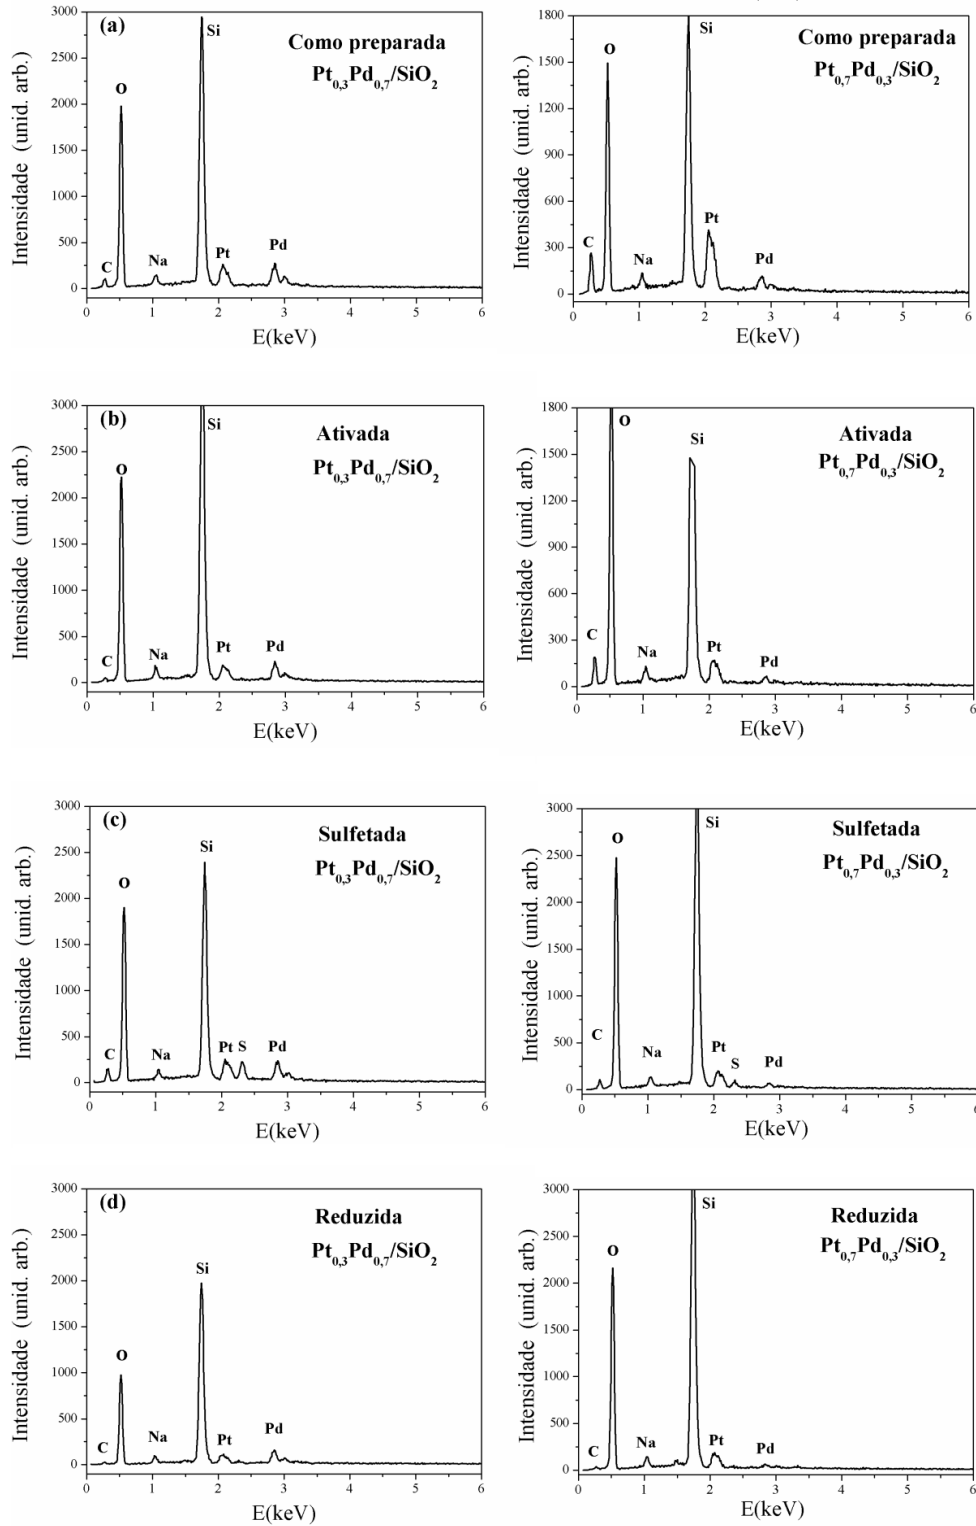 (a)
Como preparada
Pt0,3Pd0,7/SiO2
Intensidade (unid. arb.)
3000
2500
2000
1500
1000
500
0
C
O
Na
Si
Pt
Pd
0 1 2 3 4 5 6
E(keV)
Como preparada
Pt0,7Pd0,3/SiO2
Intensidade (unid. arb.)
1800
1500
1200
900
600
300
0
C
O
Na
Si
Pt
Pd
0 1 2 3 4 5 6
E(keV)
(b)
Ativada
Pt0,3Pd0,7/SiO2
Intensidade (unid. arb.)
3000
2500
2000
1500
1000
500
0
C
O
Na
Si
Pt
Pd
0 1 2 3 4 5 6
E(keV)
Ativada
Pt0,7Pd0,3/SiO2
Intensidade (unid. arb.)
1800
1500
1200
900
600
300
0
C
O
Na
Si
Pt
Pd
0 1 2 3 4 5 6
E(keV)
(c)
Sulfetada
Pt0,3Pd0,7/SiO2
Intensidade (unid. arb.)
3000
2500
2000
1500
1000
500
0
C
O
Na
Si
Pt
S
Pd
0 1 2 3 4 5 6
E(keV)
Sulfetada
Pt0,7Pd0,3/SiO2
Intensidade (unid. arb.)
3000
2500
2000
1500
1000
500
0
C
O
Na
Si
Pt
S
Pd
0 1 2 3 4 5 6
E(keV)
(d)
Reduzida
Pt0,3Pd0,7/SiO2
Intensidade (unid. arb.)
3000
2500
2000
1500
1000
500
0
C
O
Na
Si
Pt
Pd
0 1 2 3 4 5 6
E(keV)
Reduzida
Pt0,7Pd0,3/SiO2
Intensidade (unid. arb.)
3000
2500
2000
1500
1000
500
0
C
O
Na
Si
Pt
Pd
0 1 2 3 4 5 6
E(keV)